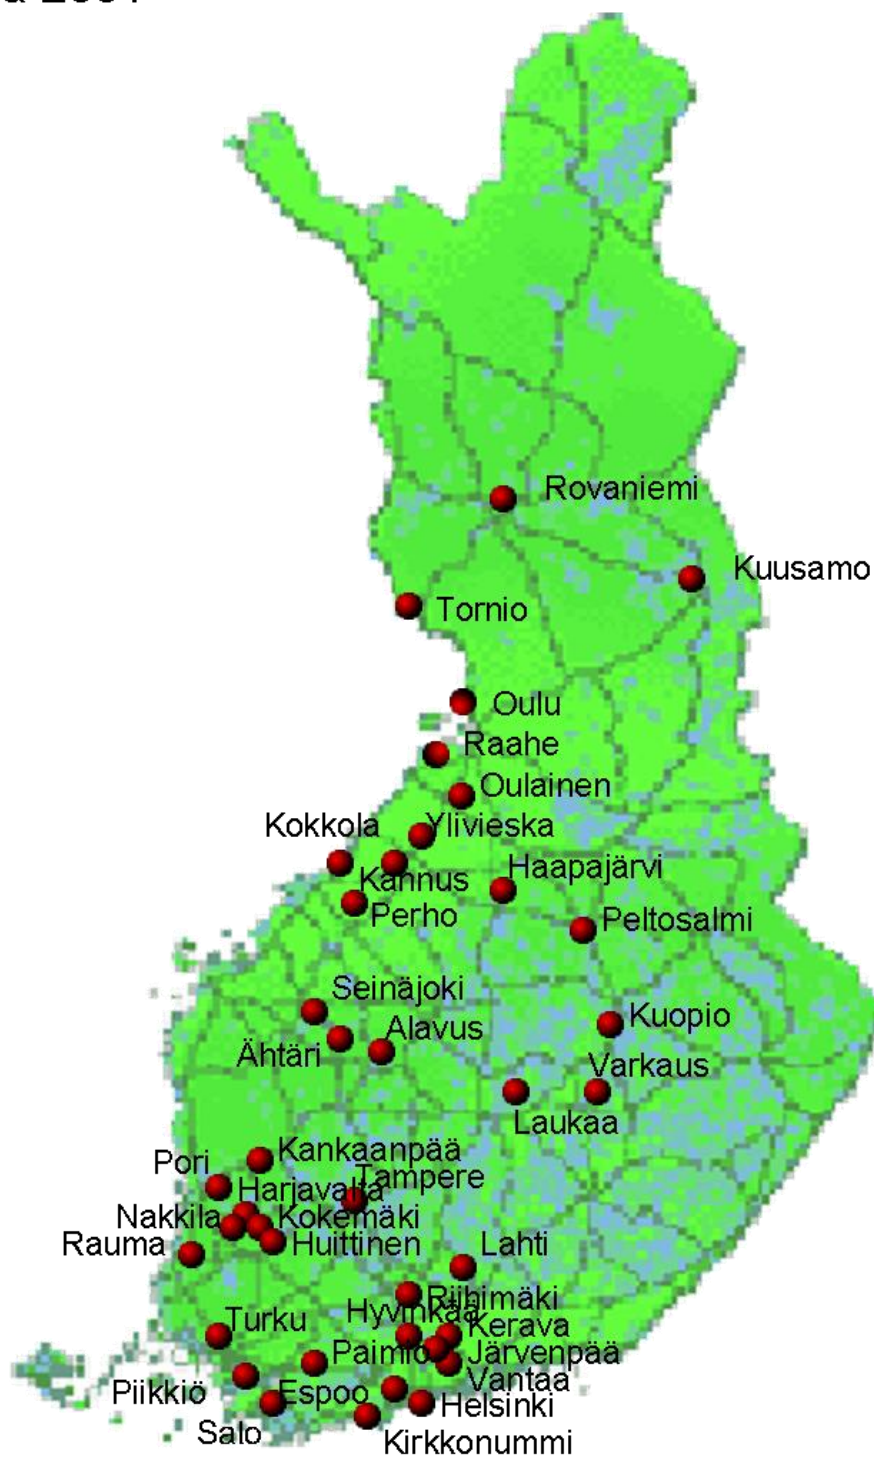 Rovaniemi
Kuusamo
Tornio
Oulu
Raahe
Oulainen
Kokkola
Ylivieska
Haapajärvi
Kannus
Perho
Peltosalmi
Seinäjoki
Kuopio
Alavus
Ähtäri
Varkaus
Laukaa
Kankaanpää
Pori
Tampere
Harjavalta
Nakkila
Kokemäki
Rauma
Huittinen
Lahti
Riihimäki
Hyvinkää
Turku
Kerava
Paimio
Järvenpää
Vantaa
Piikkiö
Espoo
Helsinki
Salo
Kirkkonummi